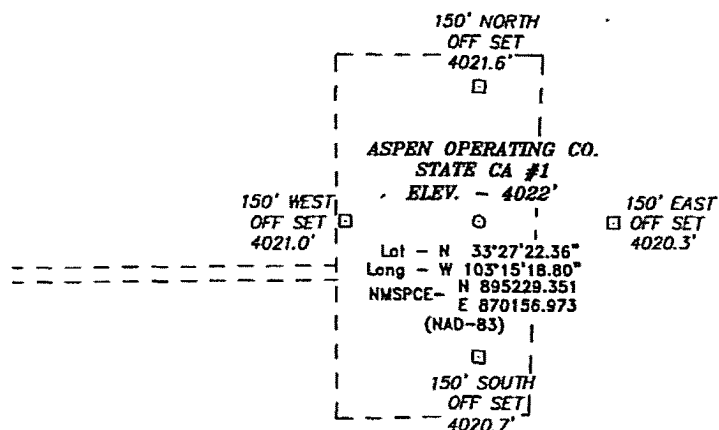 150' NORTH
OFF SET
4021.6'
ASPEN OPERATING CO.
STATE CA #1
ELEV. - 4022'
150' WEST
OFF SET
4021.0'
150' EAST
OFF SET
4020.3'
Lat - N 33°27'22.36"
Long - W 103°15'18.80"
NMSPCE- N 895229.351
E 870156.973
(NAD-83)
150' SOUTH
OFF SET
4020.7'